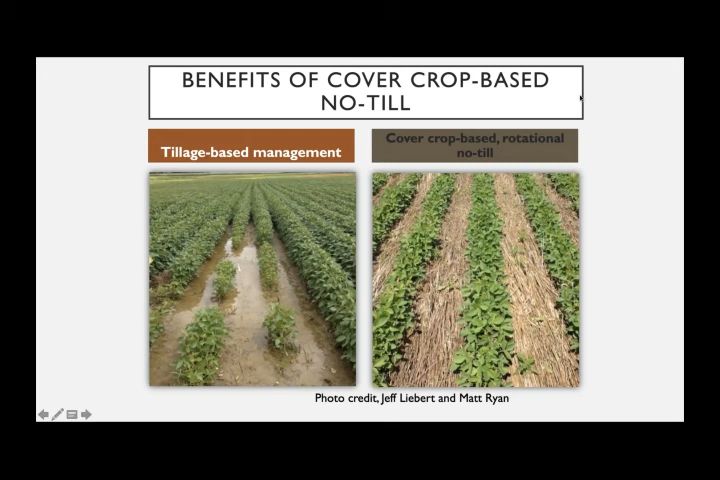 BENEFITS OF COVER CROP-BASED
NO-TILL
Tillage-based management
Cover crop-based, rotational
no-till
Photo credit, Jeff Liebert and Matt Ryan